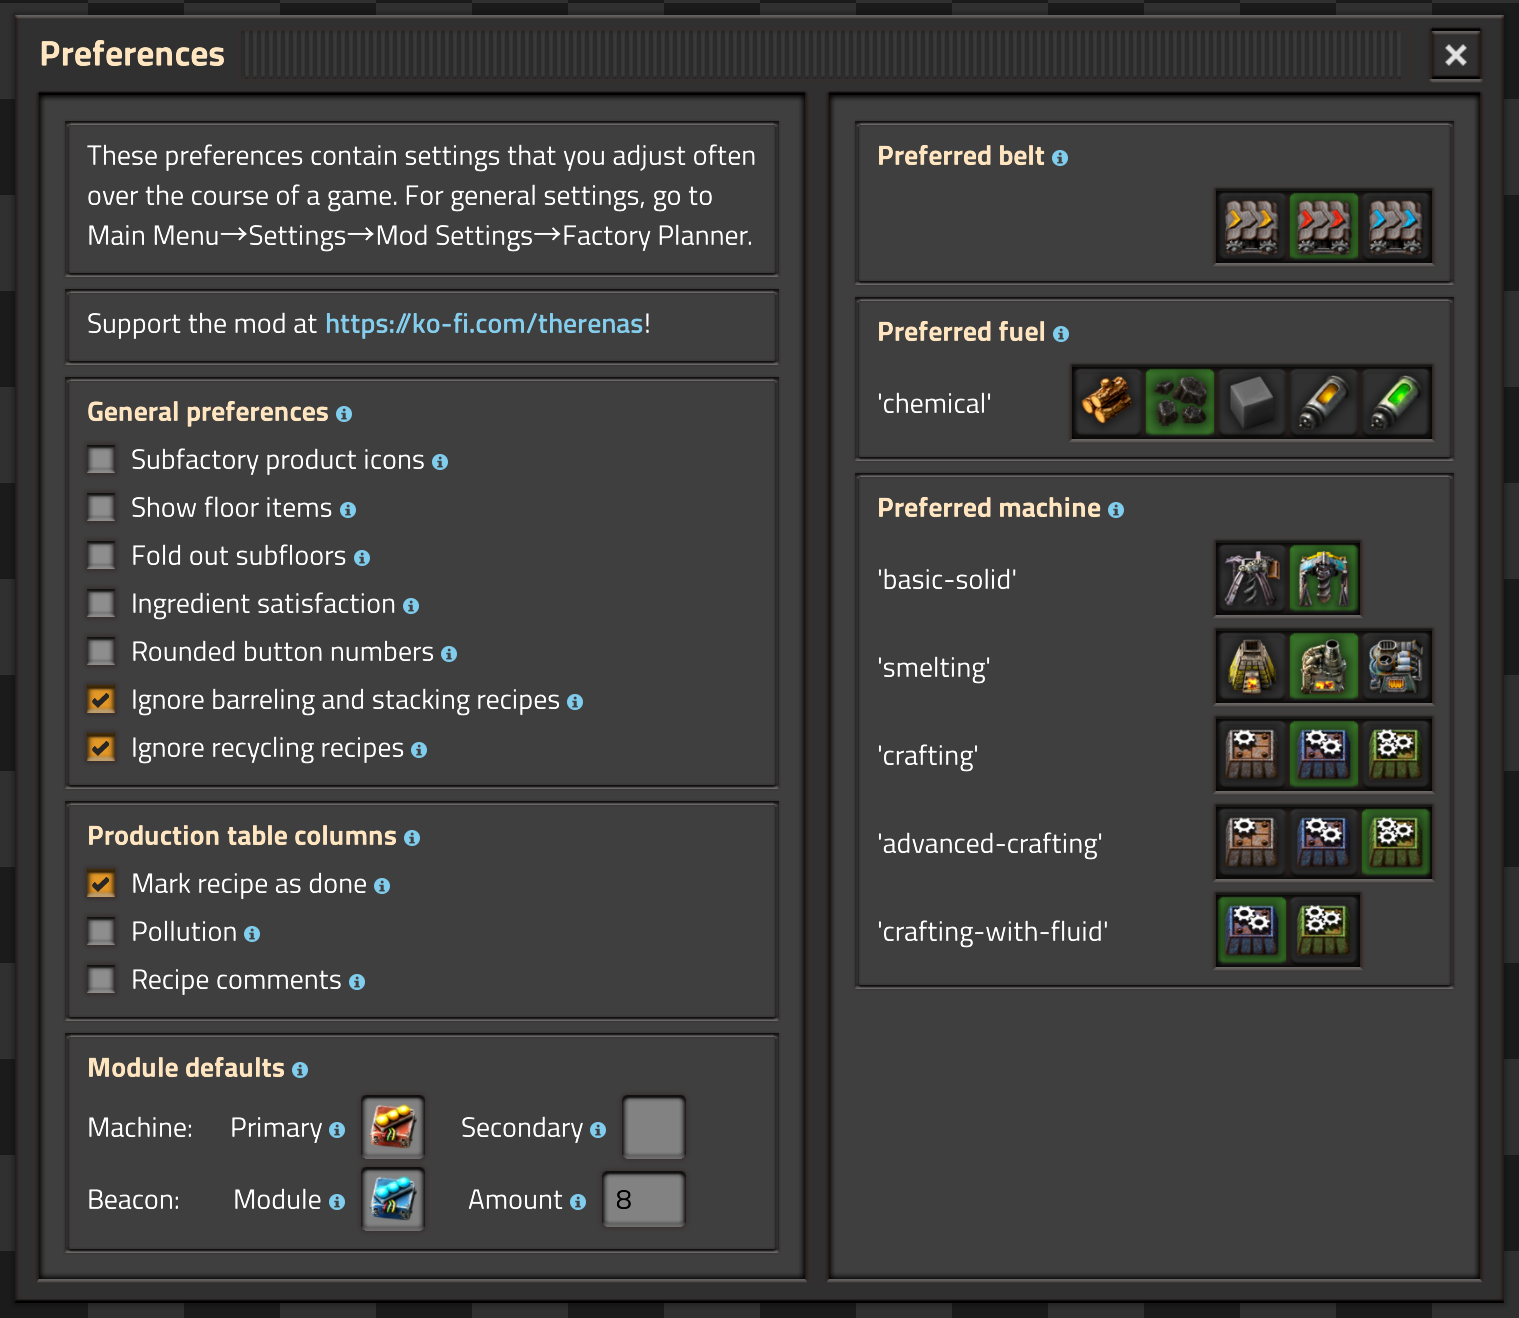 Preferences
These preferences contain settings that you adjust often
over the course of a game. For general settings, go to
Main Menu→Settings→Mod Settings→Factory Planner.
Support the mod at https://ko-fi.com/therenas!
General preferences
Subfactory product icons
Show floor items
Fold out subfloors
Ingredient satisfaction
Rounded button numbers
Ignore barreling and stacking recipes
Ignore recycling recipes
Production table columns
Mark recipe as done
Pollution
Recipe comments
Module defaults
Machine: Primary Secondary
Beacon: Module Amount 8
Preferred belt
Preferred fuel
'chemical'
Preferred machine
'basic-solid'
'smelting'
'crafting'
'advanced-crafting'
'crafting-with-fluid'